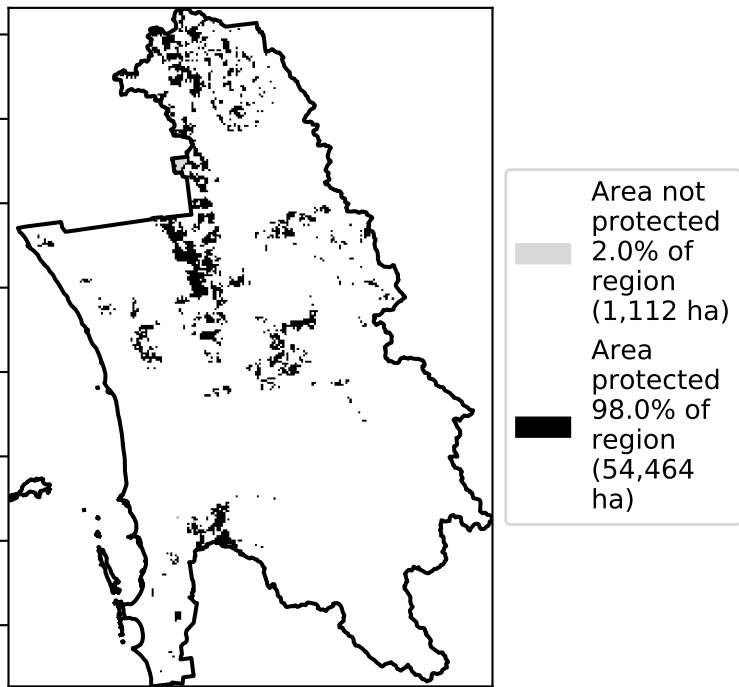 Area not
protected
2.0% of
region
(1,112 ha)
Area
protected
98.0% of
region
(54,464
ha)